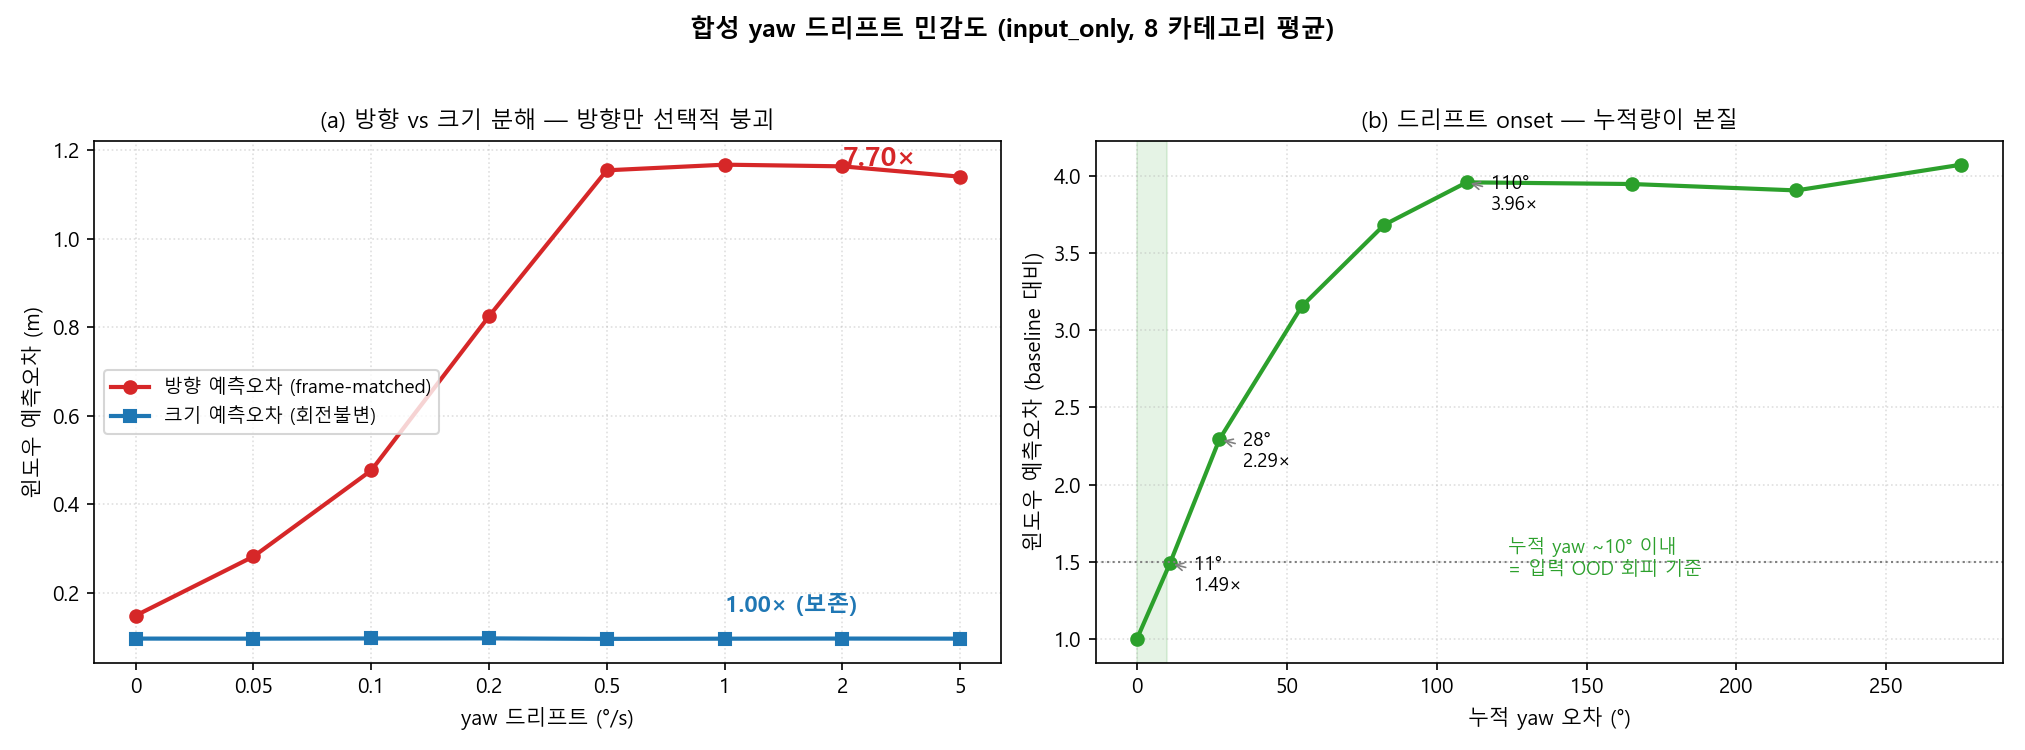 합성 yaw 드리프트 민감도 (input_only, 8 카테고리 평균)
(a) 방향 vs 크기 분해 — 방향만 선택적 붕괴
윈도우 예측오차 (m)
1.2
1.0
0.8
0.6
0.4
0.2
7.70×
방향 예측오차 (frame-matched)
크기 예측오차 (회전불변)
1.00× (보존)
0 0.05 0.1 0.2 0.5 1 2 5
yaw 드리프트 (°/s)
(b) 드리프트 onset — 누적량이 본질
윈도우 예측오차 (baseline 대비)
4.0
3.5
3.0
2.5
2.0
1.5
1.0
110°
3.96×
28°
2.29×
11°
1.49×
누적 yaw ~10° 이내
= 입력 OOD 회피 기준
0 50 100 150 200 250
누적 yaw 오차 (°)